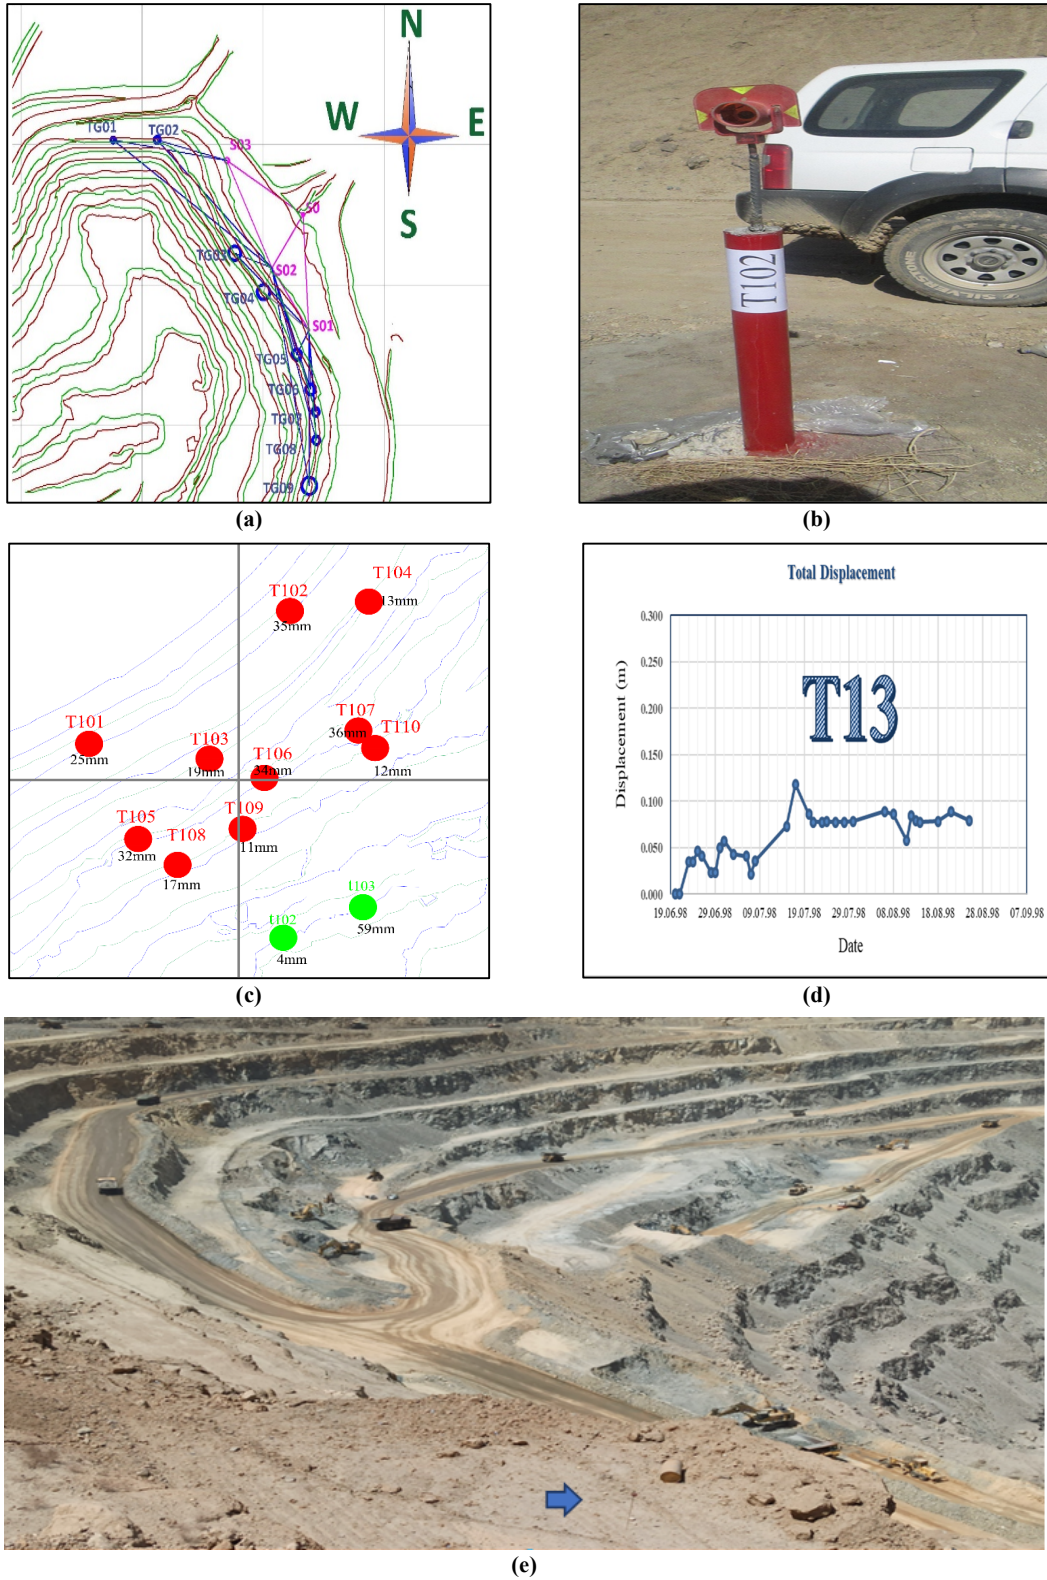 N
W E
S
TG01 TG02
S03
S0
TG03 S02
TG04
S01
TG05
TG06
TG07
TG08
TG09
(a)
T102
SILVERSTONE
(b)
T104
T102 13mm
35mm
T107
T101 36mm T110
T103
25mm T106
19mm 34mm 12mm
T109
T105
T108 11mm
32mm
17mm t103
t102 59mm
4mm
(c)
Total Displacement
0.300
0.250
0.200
0.150
0.100
0.050
0.000
T13
Displacement (m)
19.06.98 29.06.98 09.07.98 19.07.98 29.07.98 08.08.98 18.08.98 28.08.98 07.09.98
Date
(d)
(e)